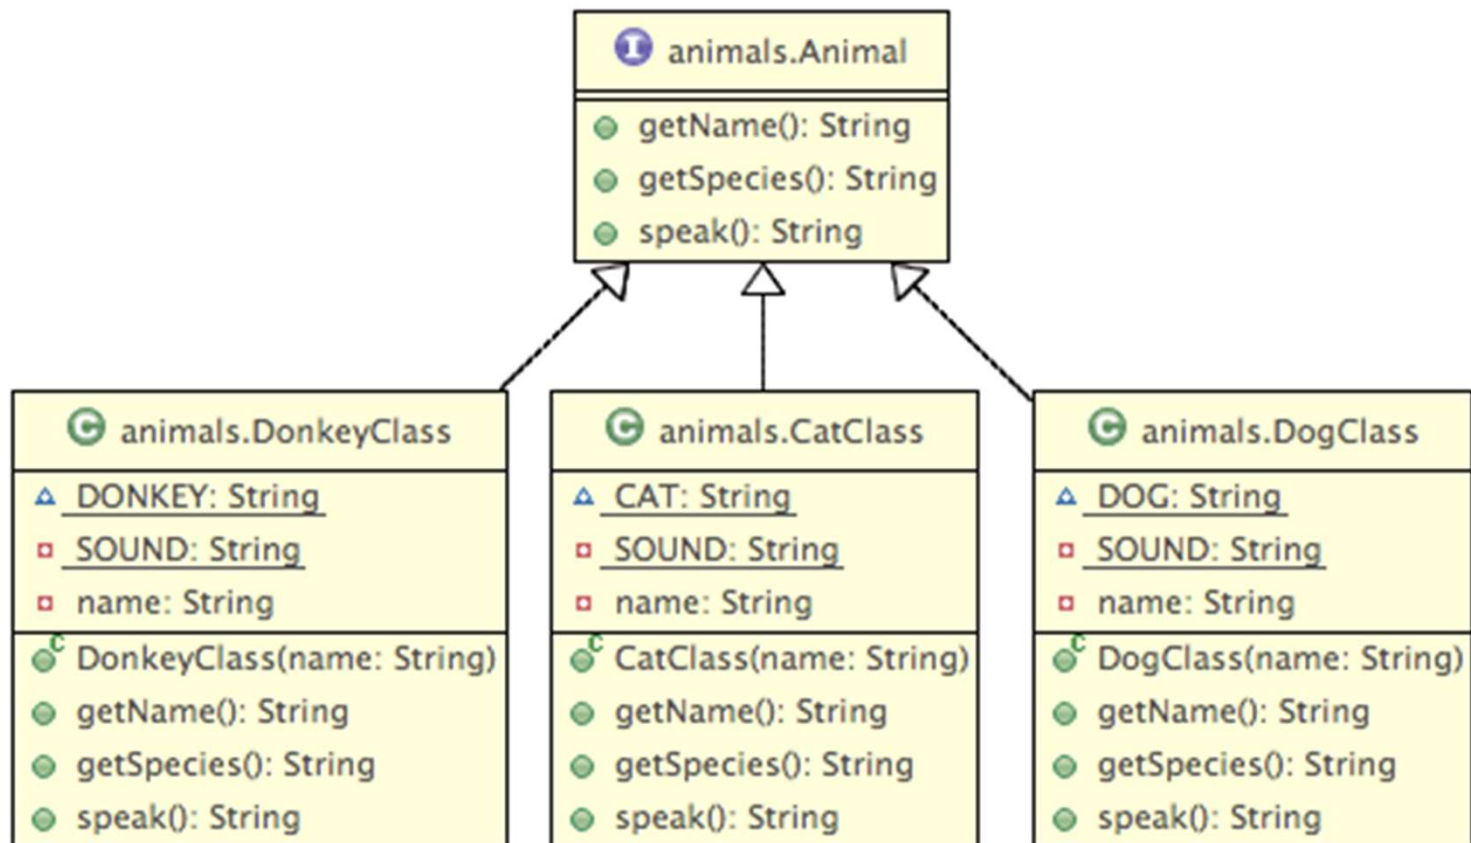 I animals.Animal
getName(): String
getSpecies(): String
speak(): String
C animals.DonkeyClass
DONKEY: String
SOUND: String
name: String
C DonkeyClass(name: String)
getName(): String
getSpecies(): String
speak(): String
C animals.CatClass
CAT: String
SOUND: String
name: String
C CatClass(name: String)
getName(): String
getSpecies(): String
speak(): String
C animals.DogClass
DOG: String
SOUND: String
name: String
C DogClass(name: String)
getName(): String
getSpecies(): String
speak(): String